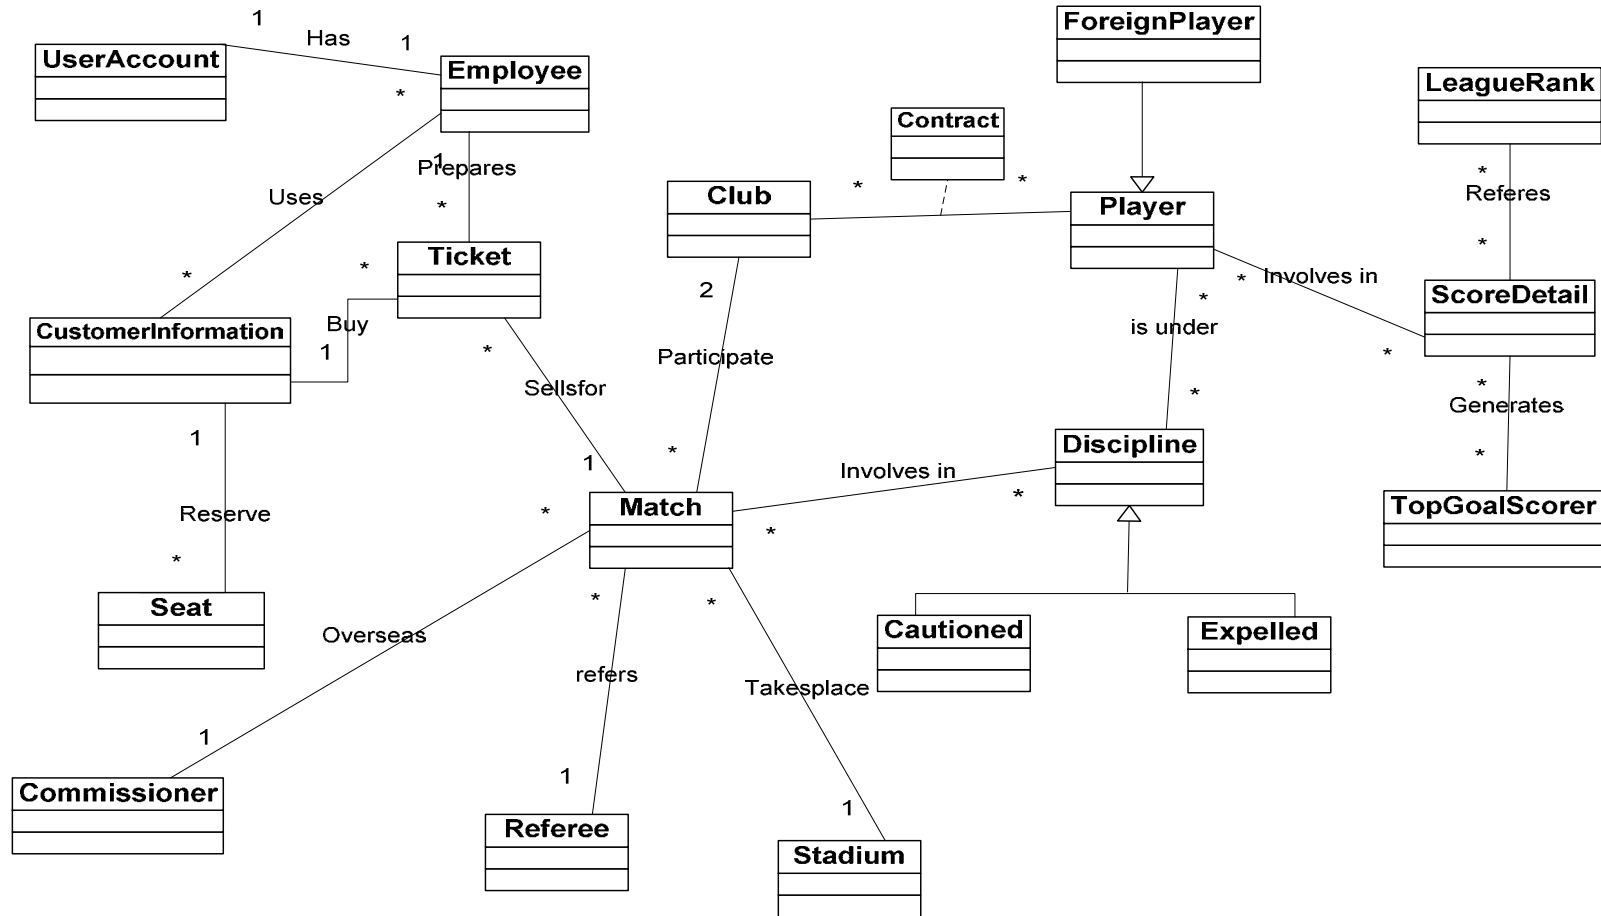 1
Has
1
ForeignPlayer
UserAccount
Employee
LeagueRank
*
Contract
1
Prepares
*
*
*
Club
Player
Referes
Uses
*
*
Ticket
*
*
*
Involves in
2
*
ScoreDetail
CustomerInformation
Buy
1
*
is under
*
Participate
Sellsfor
*
*
Generates
1
*
1
Discipline
*
Involves in
*
Match
TopGoalScorer
Reserve
*
*
*
*
*
Seat
Overseas
Cautioned
Expelled
refers
Takesplace
1
1
1
Commissioner
Referee
Stadium